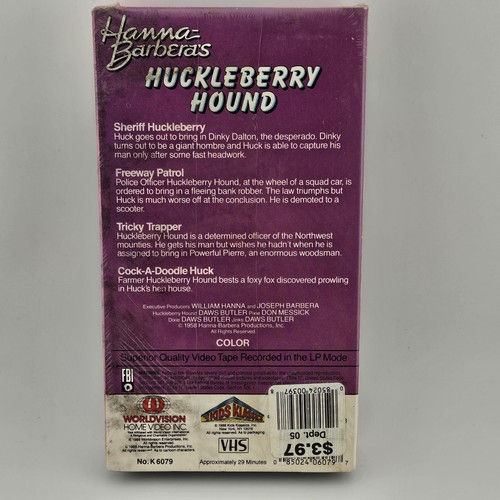 Hanna-
Barbera's
HUCKLEBERRY
HOUND
Sheriff Huckleberry
Huck goes out to bring in Dinky Dalton, the desperado. Dinky
turns out to be a giant hombre and Huck is able to capture his
man only after some fast headwork.
Freeway Patrol
Police Officer Huckleberry Hound, at the wheel of a squad car, is
ordered to bring in a fleeing bank robber. The law triumphs but
Huck is much worse off at the conclusion. He is demoted to a
scooter.
Tricky Trapper
Huckleberry Hound is a determined officer of the Northwest
mounties. He gets his man but wishes he hadn't when he is
assigned to bring in Powerful Pierre, an enormous woodsman.
Cock-A-Doodle Huck
Farmer Huckleberry Hound bests a foxy fox discovered prowling
in Huck's hen house.
Executive Producers WILLIAM HANNA and JOSEPH BARBERA
Huckleberry Hound DAWS BUTLER Pixie DON MESSICK
Dixie DAWS BUTLER Jinks DAWS BUTLER
© 1958 Hanna-Barbera Productions, Inc.
All Rights Reserved.
COLOR
Superior Quality Video Tape Recorded in the LP Mode
FBI
WORLDVISION
HOME VIDEO INC.
KIDS KLASSICS
VHS
No: K6079
Approximately 29 Minutes
85024 00397
Dept. 05
$3.97
0 85024 06079 7